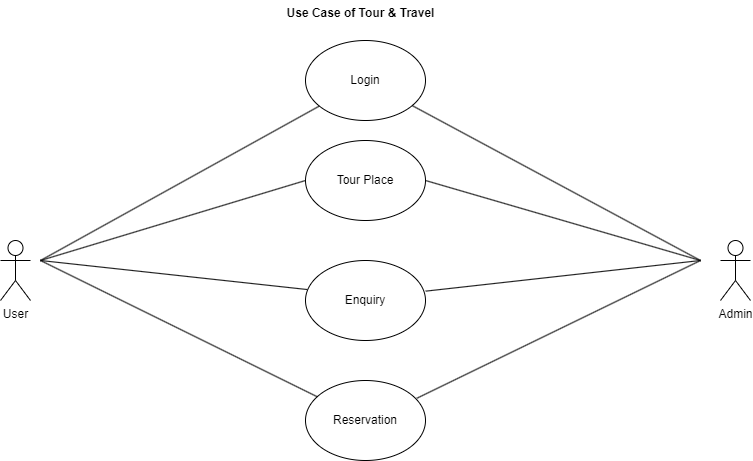 Use Case of Tour & Travel
Login
Tour Place
User
Admin
Enquiry
Reservation